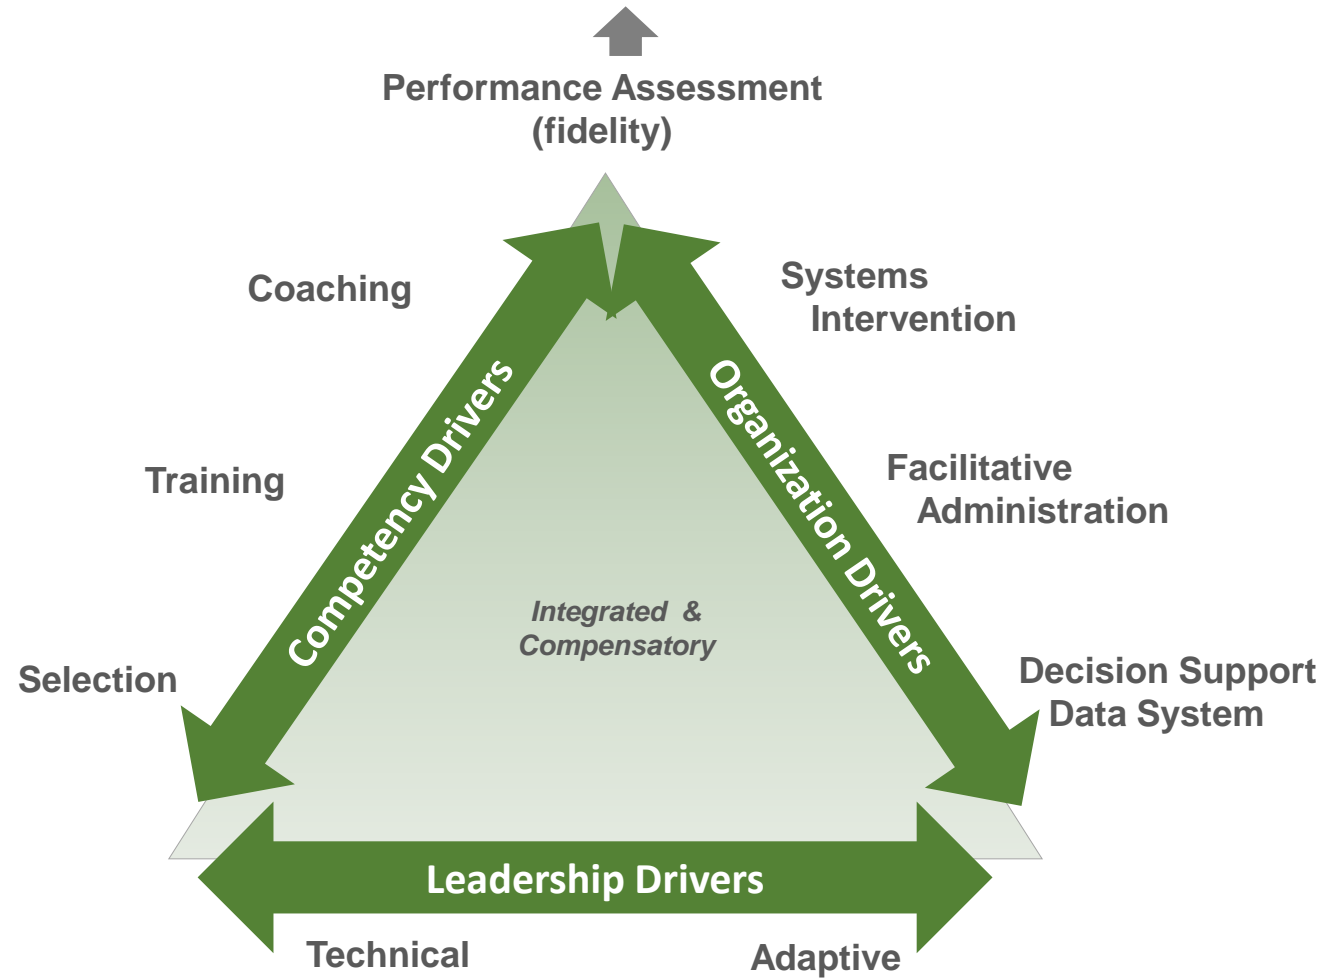 Performance Assessment
(fidelity)
Coaching
Systems
Intervention
Competency Drivers
Organization Drivers
Training
Facilitative
Administration
Integrated &
Compensatory
Selection
Decision Support
Data System
Leadership Drivers
Technical
Adaptive